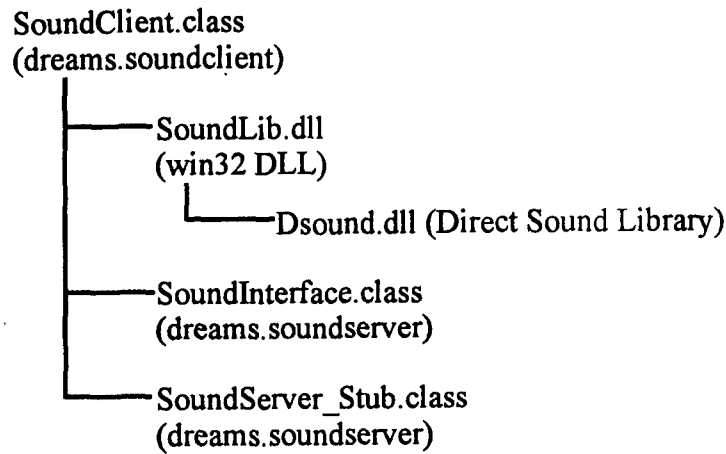 SoundClient.class
(dreams.soundclient)
SoundLib.dll
(win32 DLL)
Dsound.dll (Direct Sound Library)
SoundInterface.class
(dreams.soundserver)
SoundServer_Stub.class
(dreams.soundserver)